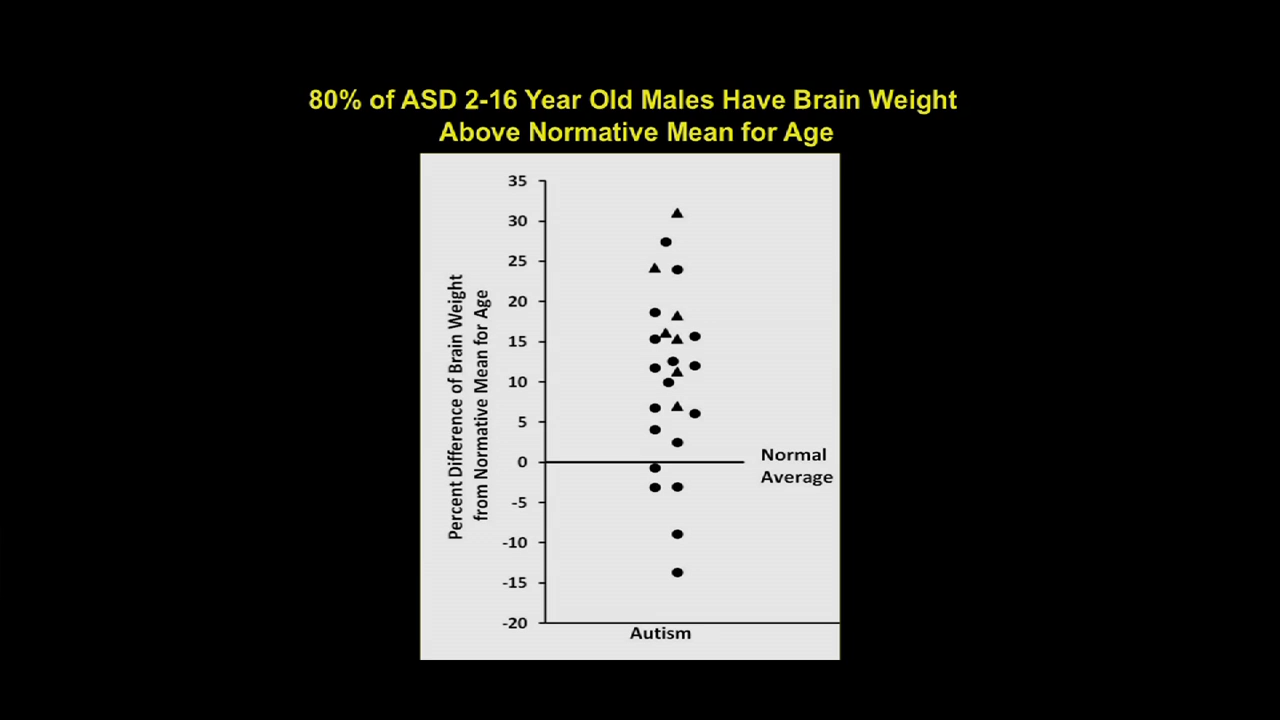 80% of ASD 2-16 Year Old Males Have Brain Weight
Above Normative Mean for Age
Percent Difference of Brain Weight
from Normative Mean for Age
35
30
25
20
15
10
5
0
-5
-10
-15
-20
Normal
Average
Autism